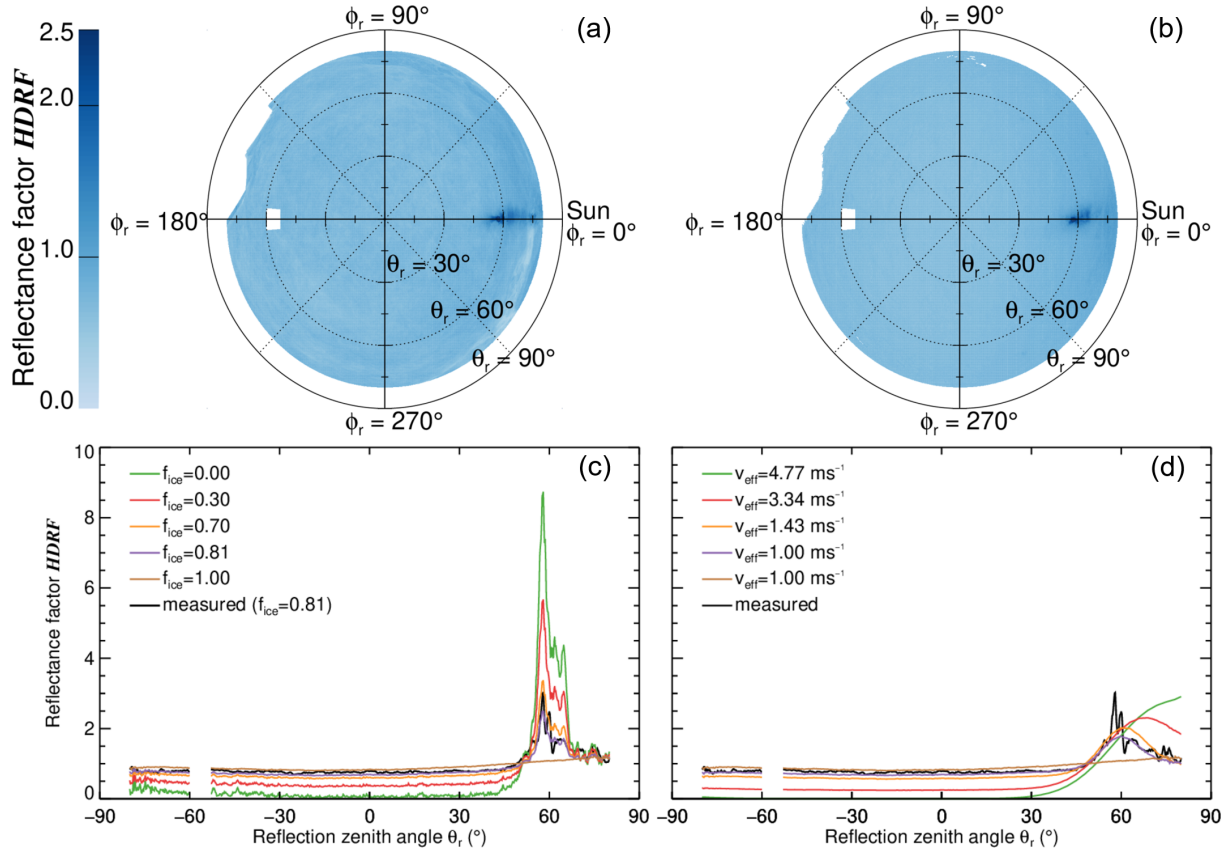 ϕr = 90°
(a)
2.5
2.0
1.0
0.0
Reflectance factor HDRF
ϕr = 180°
Sun
ϕr = 0°
θr = 30°
θr = 60°
θr = 90°
ϕr = 270°
ϕr = 90°
(b)
ϕr = 180°
Sun
ϕr = 0°
θr = 30°
θr = 60°
θr = 90°
ϕr = 270°
(c)
10
8
6
4
2
0
Reflectance factor HDRF
fice=0.00
fice=0.30
fice=0.70
fice=0.81
fice=1.00
measured (fice=0.81)
−90 −60 −30 0 30 60 90
Reflection zenith angle θr (°)
(d)
veff=4.77 ms⁻¹
veff=3.34 ms⁻¹
veff=1.43 ms⁻¹
veff=1.00 ms⁻¹
veff=1.00 ms⁻¹
measured
−90 −60 −30 0 30 60 90
Reflection zenith angle θr (°)